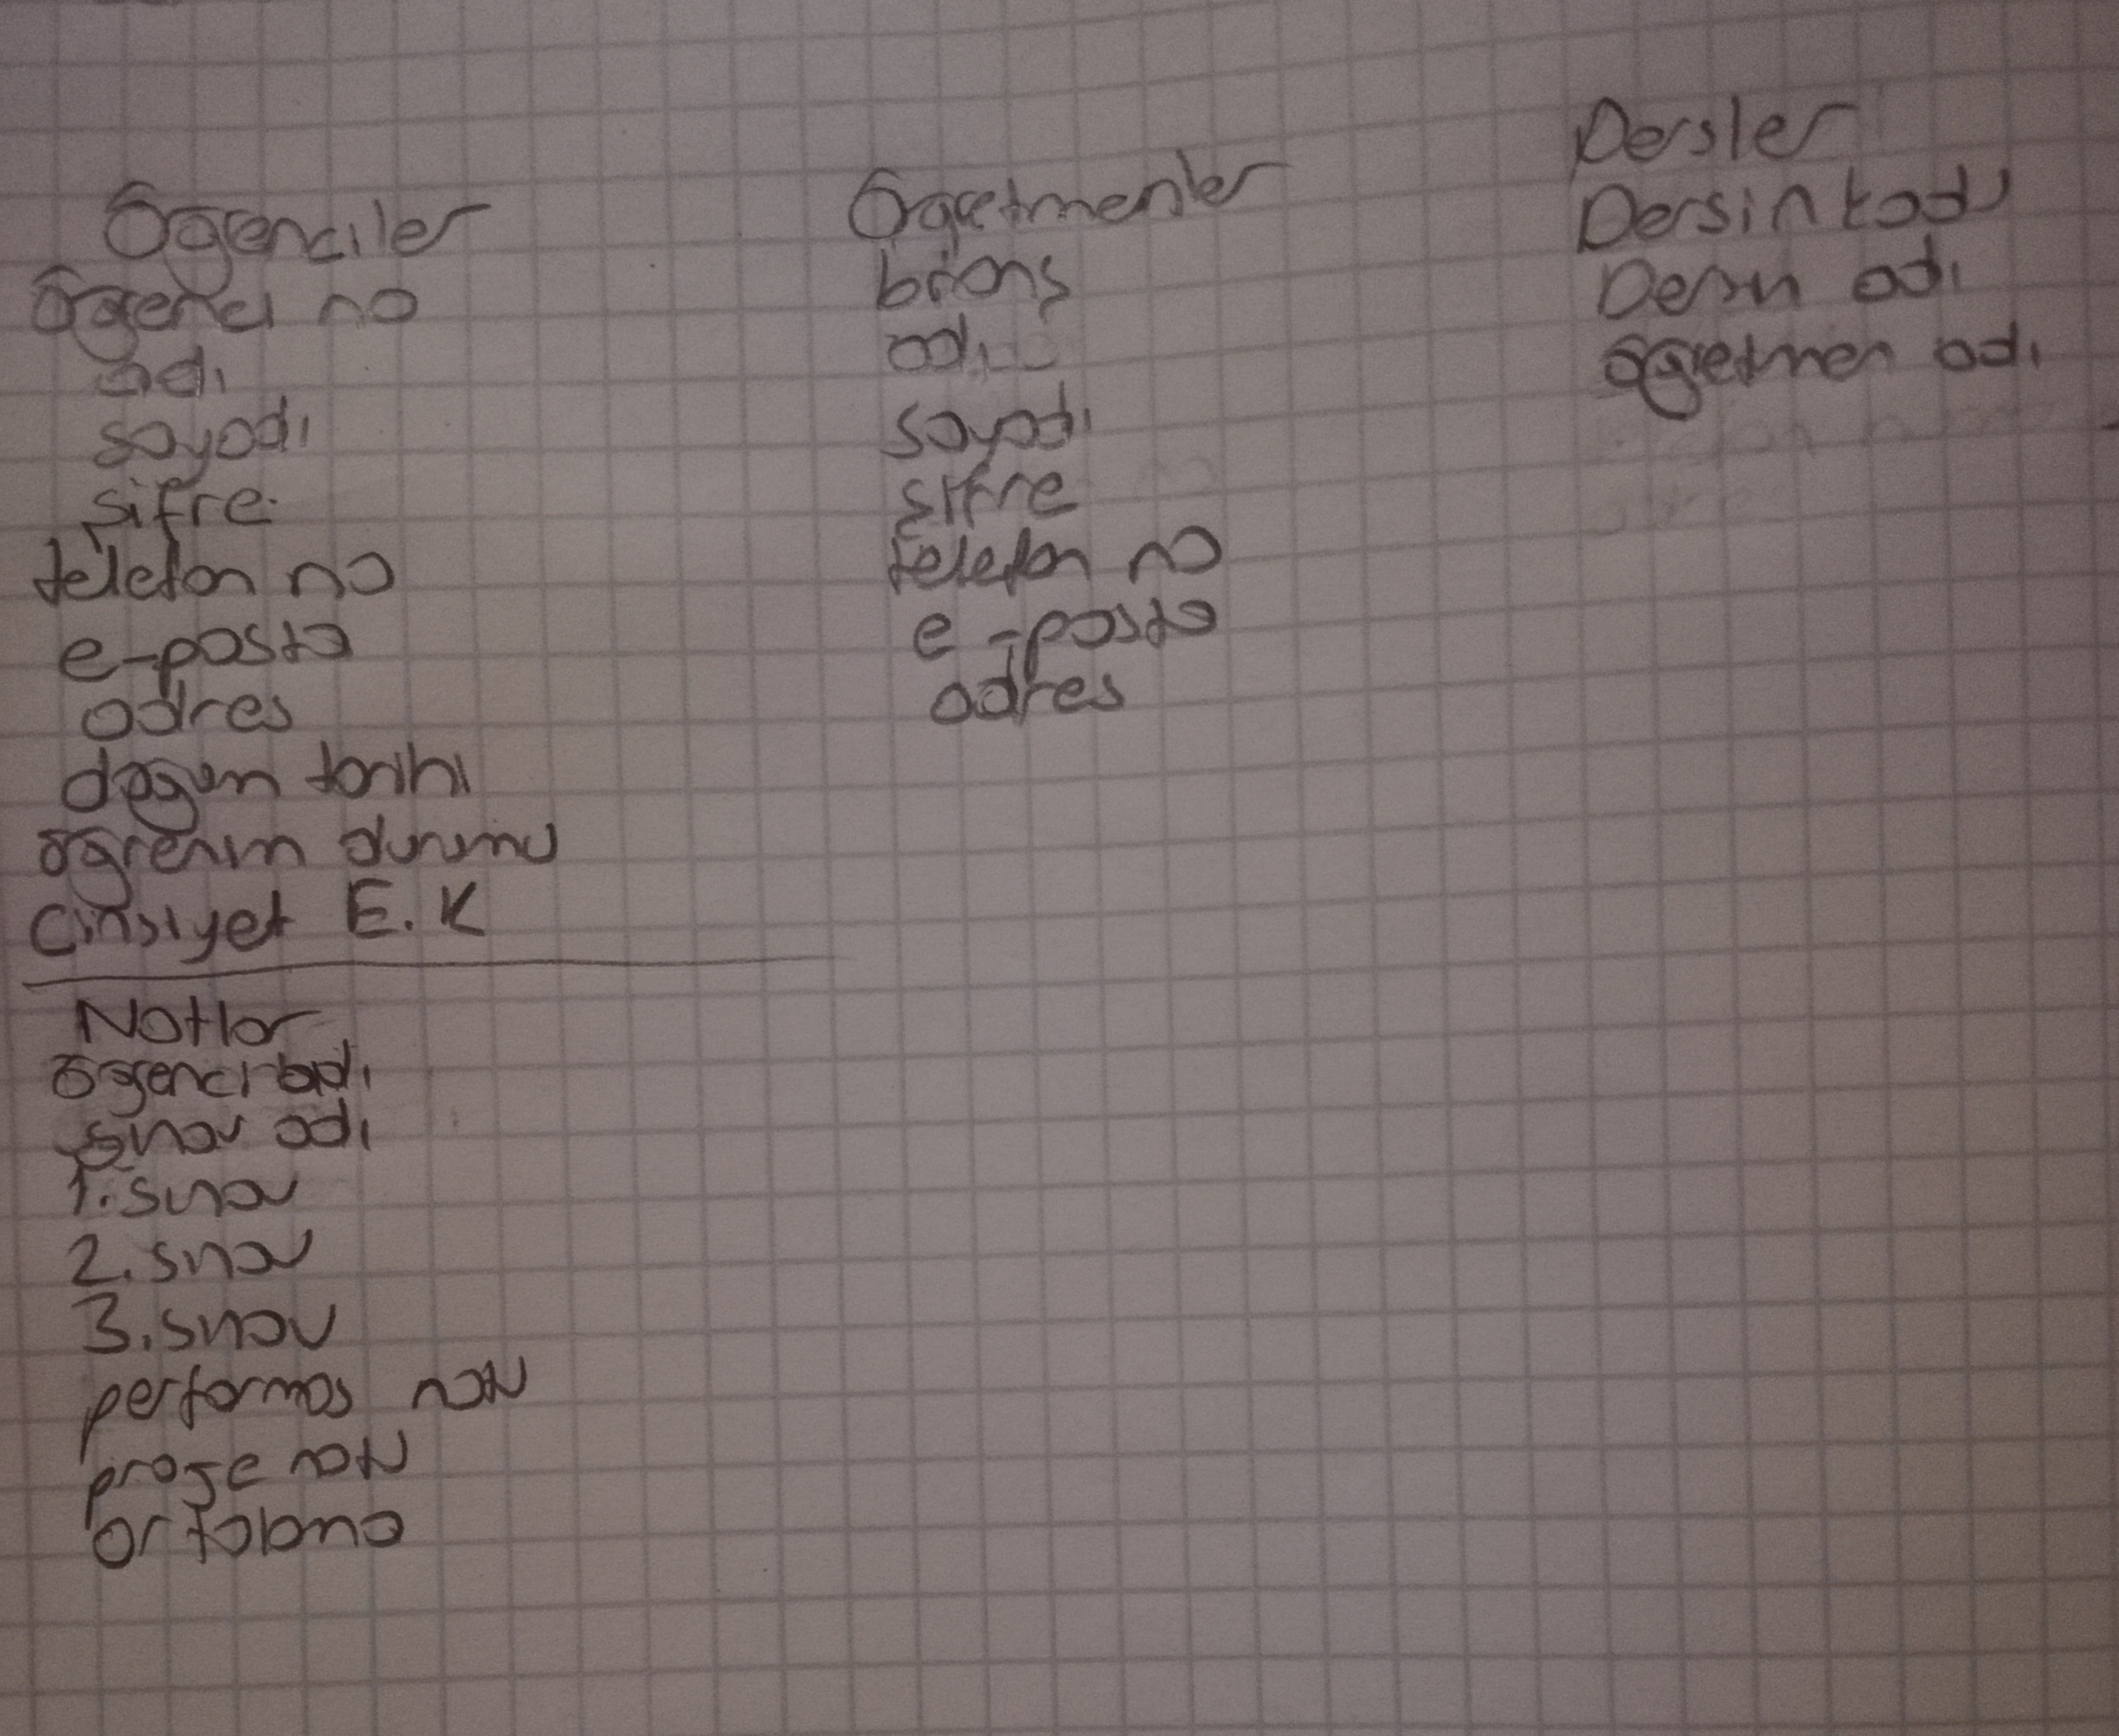 Öğrenciler
Öğrenci no
adı
soyadı
şifre
telefon no
e-posta
adres
doğum tarihi
öğrenim durumu
Cinsiyet E.K
Notlar
öğrenci adı
sınav adı
1.sınav
2.sınav
3.sınav
performas notu
proje notu
ortalama
Öğretmenler
branş
adı
soyadı
şifre
telefon no
e-posta
adres
Dersler
Dersin kodu
Dersin adı
öğretmen adı